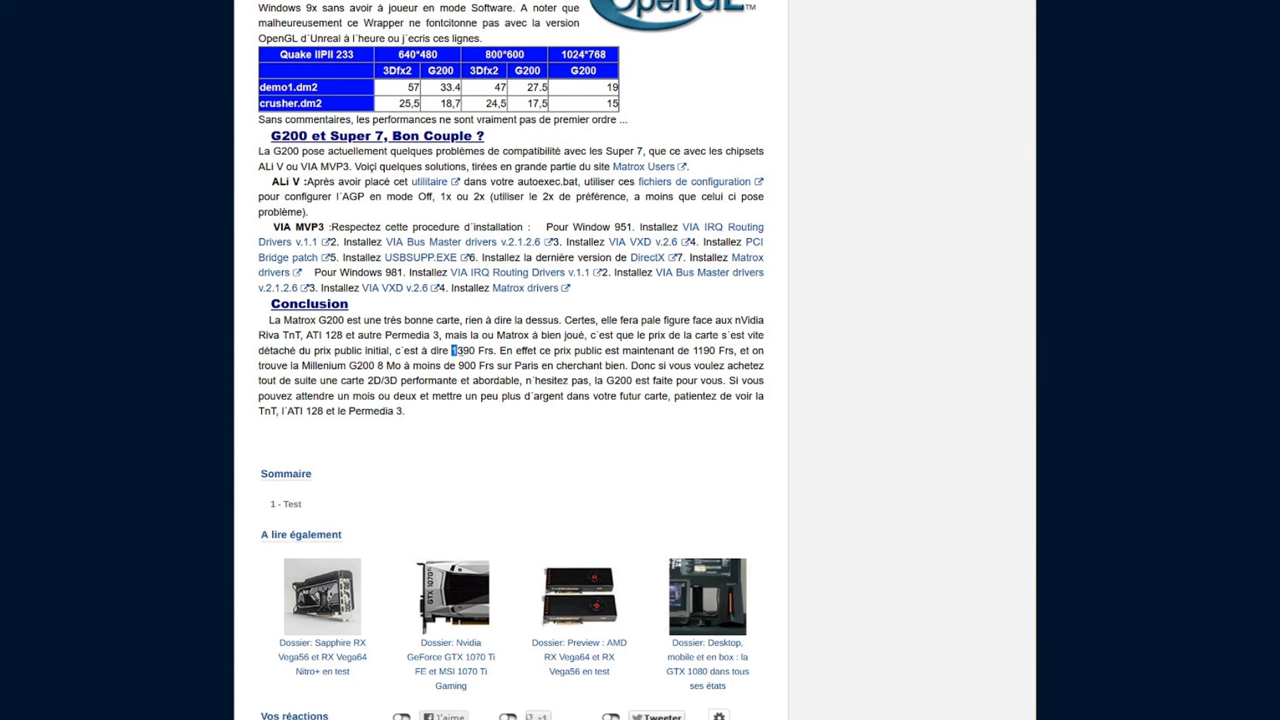 Windows 9x sans avoir à joueur en mode Software. A noter que
malheureusement ce Wrapper ne fontcitonne pas avec la version
OpenGL d´Unreal à l´heure ou j´ecris ces lignes.
OpenGL™
Quake IIPII 233 640*480 800*600 1024*768
3Dfx2 G200 3Dfx2 G200 G200
demo1.dm2 57 33.4 47 27.5 19
crusher.dm2 25,5 18,7 24,5 17,5 15
Sans commentaires, les performances ne sont vraiment pas de premier ordre ...
G200 et Super 7, Bon Couple ?
La G200 pose actuellement quelques problèmes de compatibilité avec les Super 7, que ce avec les chipsets
ALi V ou VIA MVP3. Voiçi quelques solutions, tirées en grande partie du site Matrox Users.
ALi V :Après avoir placé cet utilitaire dans votre autoexec.bat, utiliser ces fichiers de configuration
pour configurer l´AGP en mode Off, 1x ou 2x (utiliser le 2x de préférence, a moins que celui ci pose
problème).
VIA MVP3 :Respectez cette procedure d´installation : Pour Window 951. Installez VIA IRQ Routing
Drivers v.1.1 2. Installez VIA Bus Master drivers v.2.1.2.6 3. Installez VIA VXD v.2.6 4. Installez PCI
Bridge patch 5. Installez USBSUPP.EXE 6. Installez la dernière version de DirectX 7. Installez Matrox
drivers Pour Windows 981. Installez VIA IRQ Routing Drivers v.1.1 2. Installez VIA Bus Master drivers
v.2.1.2.6 3. Installez VIA VXD v.2.6 4. Installez Matrox drivers
Conclusion
La Matrox G200 est une très bonne carte, rien à dire la dessus. Certes, elle fera pale figure face aux nVidia
Riva TnT, ATI 128 et autre Permedia 3, mais la ou Matrox à bien joué, c´est que le prix de la carte s´est vite
détaché du prix public initial, c´est à dire 1390 Frs. En effet ce prix public est maintenant de 1190 Frs, et on
trouve la Millenium G200 8 Mo à moins de 900 Frs sur Paris en cherchant bien. Donc si vous voulez achetez
tout de suite une carte 2D/3D performante et abordable, n´hesitez pas, la G200 est faite pour vous. Si vous
pouvez attendre un mois ou deux et mettre un peu plus d´argent dans votre futur carte, patientez de voir la
TnT, l´ATI 128 et le Permedia 3.
Sommaire
1 - Test
A lire également
GTX 1070
Dossier: Sapphire RX
Vega56 et RX Vega64
Nitro+ en test
Dossier: Nvidia
GeForce GTX 1070 Ti
FE et MSI 1070 Ti
Gaming
Dossier: Preview : AMD
RX Vega64 et RX
Vega56 en test
Dossier: Desktop,
mobile et en box : la
GTX 1080 dans tous
ses états
Vos réactions J'aime +1 Tweeter